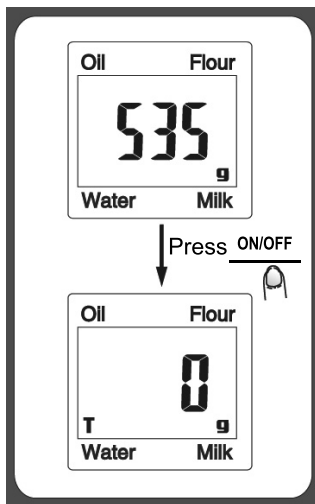 Oil Flour
535
g
Water Milk
Press ON/OFF
Oil Flour
0
T g
Water Milk